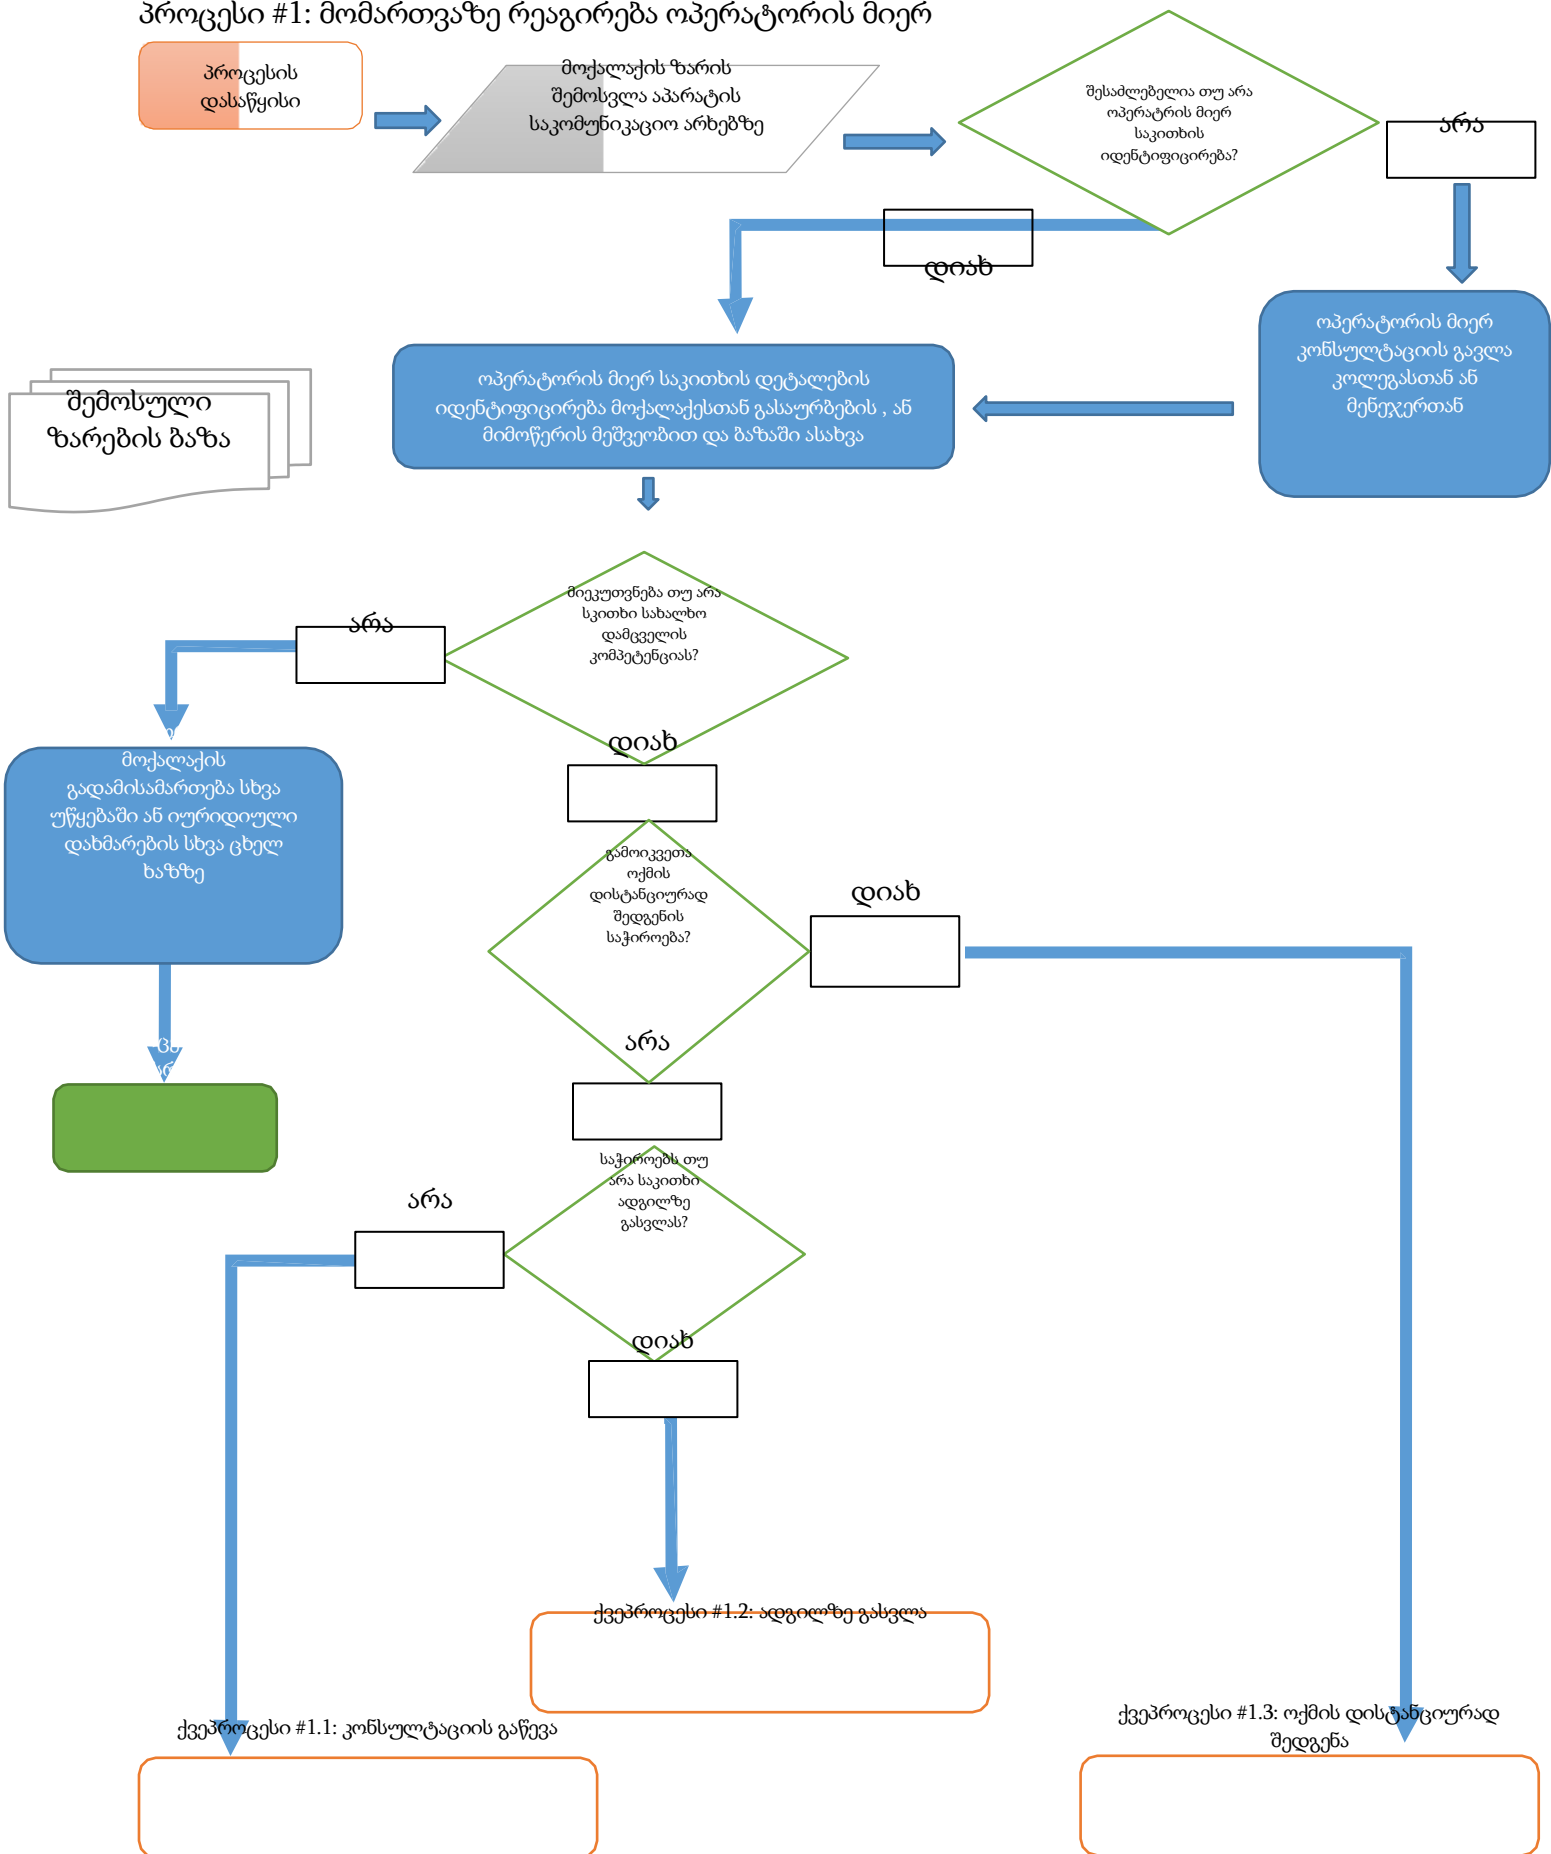 პროცესი #1: მომართვაზე რეაგირება ოპერატორის მიერ
პროცესის
დასაწყისი
მოქალაქის ზარის
შემოსვლა აპარატის
საკომუნიკაციო არხებზე
შესაძლებელია თუ არა
ოპერატრის მიერ
საკითხის
იდენტიფიცირება?
არა
დიახ
ოპერატორის მიერ
კონსულტაციის გავლა
კოლეგასთან ან
მენეჯერთან
ოპერატორის მიერ საკითხის დეტალების
იდენტიფიცირება მოქალაქესთან გასაურბების , ან
მიმოწერის მეშვეობით და ბაზაში ასახვა
შემოსული
ზარების ბაზა
მიეკუთვნება თუ არა
სკითხი სახალხო
დამცველის
კომპეტენციას?
არა
დიახ
მოქალაქის
გადამისამართება სხვა
უწყებაში ან იურიდიული
დახმარების სხვა ცხელ
ხაზზე
გამოიკვეთა
ოქმის
დისტანციურად
შედგენის
საჭიროება?
დიახ
არა
საჭიროებს თუ
არა საკითხი
ადგილზე
გასვლას?
არა
დიახ
ქვეპროცესი #1.2: ადგილზე გასვლა
ქვეპროცესი #1.1: კონსულტაციის გაწევა
ქვეპროცესი #1.3: ოქმის დისტანციურად
შედგენა